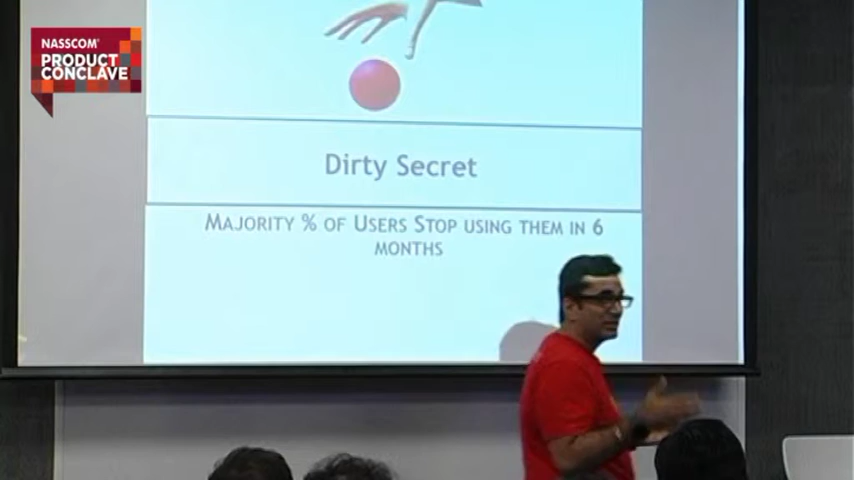 NASSCOM®
PRODUCT
CONCLAVE
Dirty Secret
MAJORITY % OF USERS STOP USING THEM IN 6
MONTHS